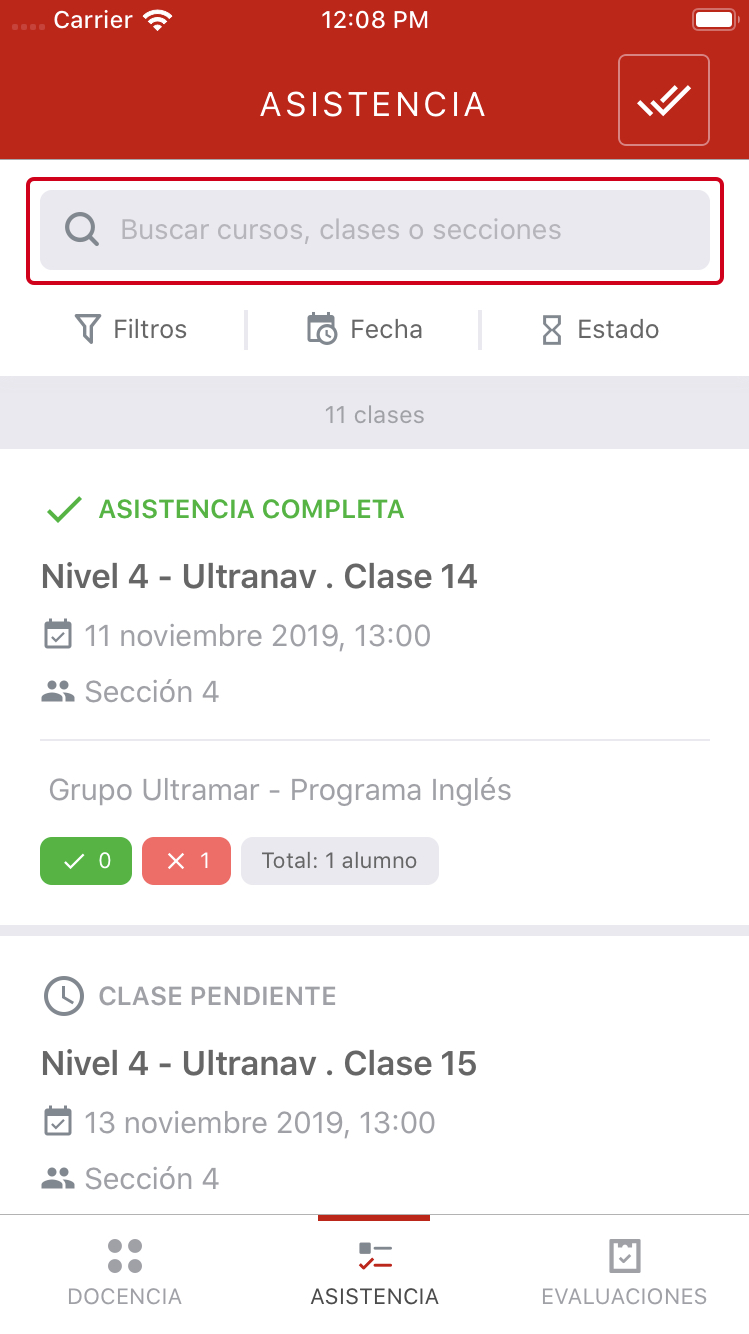 Carrier 12:08 PM
ASISTENCIA
Buscar cursos, clases o secciones
Filtros Fecha Estado
11 clases
ASISTENCIA COMPLETA
Nivel 4 - Ultranav . Clase 14
11 noviembre 2019, 13:00
Sección 4
Grupo Ultramar - Programa Inglés
0 1 Total: 1 alumno
CLASE PENDIENTE
Nivel 4 - Ultranav . Clase 15
13 noviembre 2019, 13:00
Sección 4
DOCENCIA ASISTENCIA EVALUACIONES